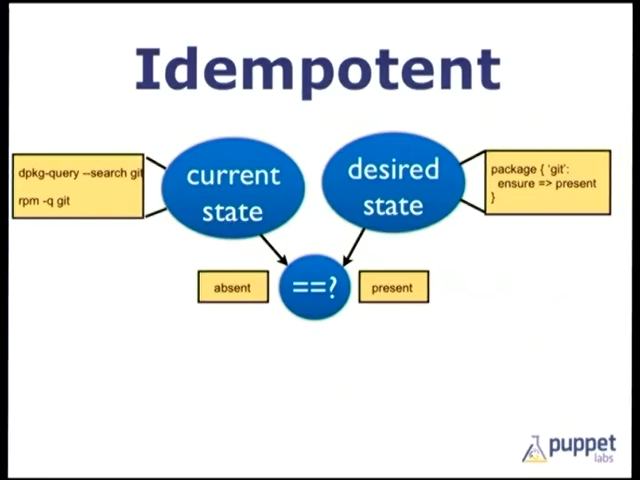 Idempotent
dpkg-query --search git
rpm -q git
current
state
desired
state
package { 'git':
ensure => present
}
absent
==?
present
puppet
labs